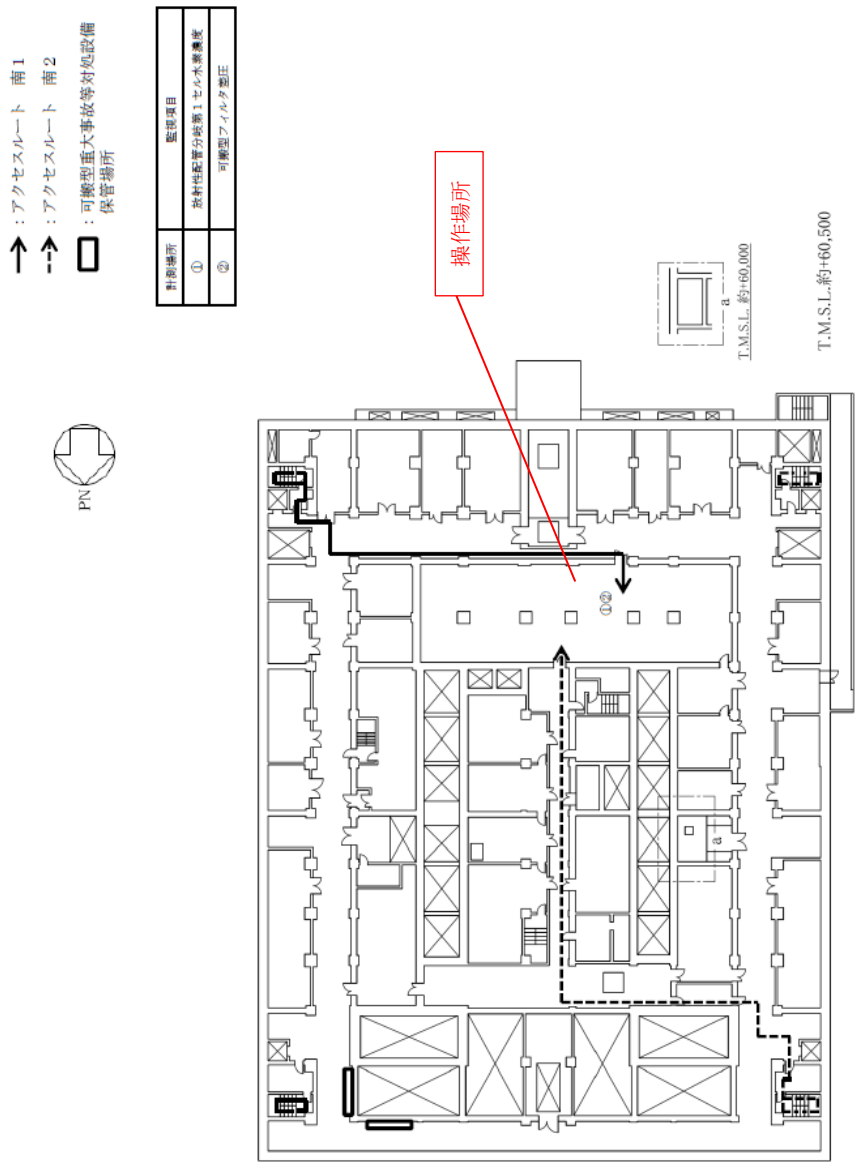 ：アクセスルート 南１
：アクセスルート 南２
：可搬型重大事故等対処設備
保管場所
計測場所 監視項目
① 放射性配管分岐第１セル水素濃度
② 可搬型フィルタ差圧
操作場所
PN
a
T.M.S.L. 約+60,000
T.M.S.L.約+60,500
①②
a